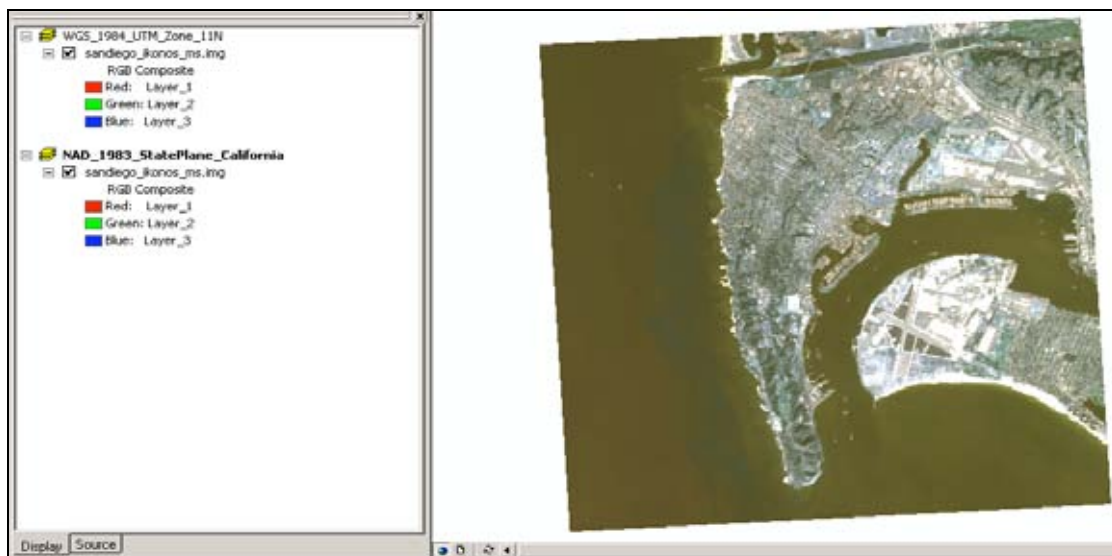 WGS_1984_UTM_Zone_11N
sandiego_ikonos_ms.img
RGB Composite
Red: Layer_1
Green: Layer_2
Blue: Layer_3
NAD_1983_StatePlane_California
sandiego_ikonos_ms.img
RGB Composite
Red: Layer_1
Green: Layer_2
Blue: Layer_3
Display Source